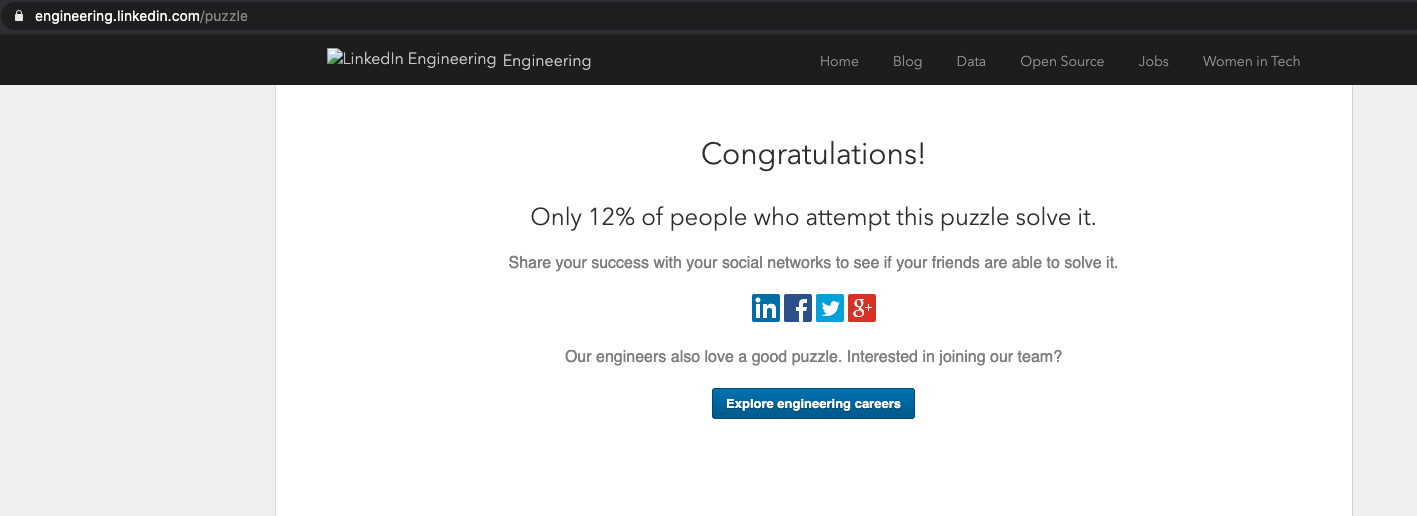 engineering.linkedin.com/puzzle
LinkedIn Engineering Engineering Home Blog Data Open Source Jobs Women in Tech
Congratulations!
Only 12% of people who attempt this puzzle solve it.
Share your success with your social networks to see if your friends are able to solve it.
in f g+
Our engineers also love a good puzzle. Interested in joining our team?
Explore engineering careers